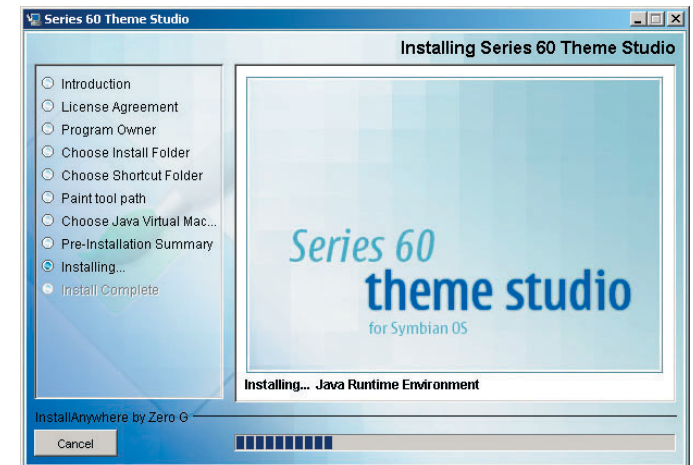 Series 60 Theme Studio
Installing Series 60 Theme Studio
Introduction
License Agreement
Program Owner
Choose Install Folder
Choose Shortcut Folder
Paint tool path
Choose Java Virtual Mac...
Pre-Installation Summary
Installing...
Install Complete
Series 60
theme studio
for Symbian OS
Installing... Java Runtime Environment
InstallAnywhere by Zero G
Cancel